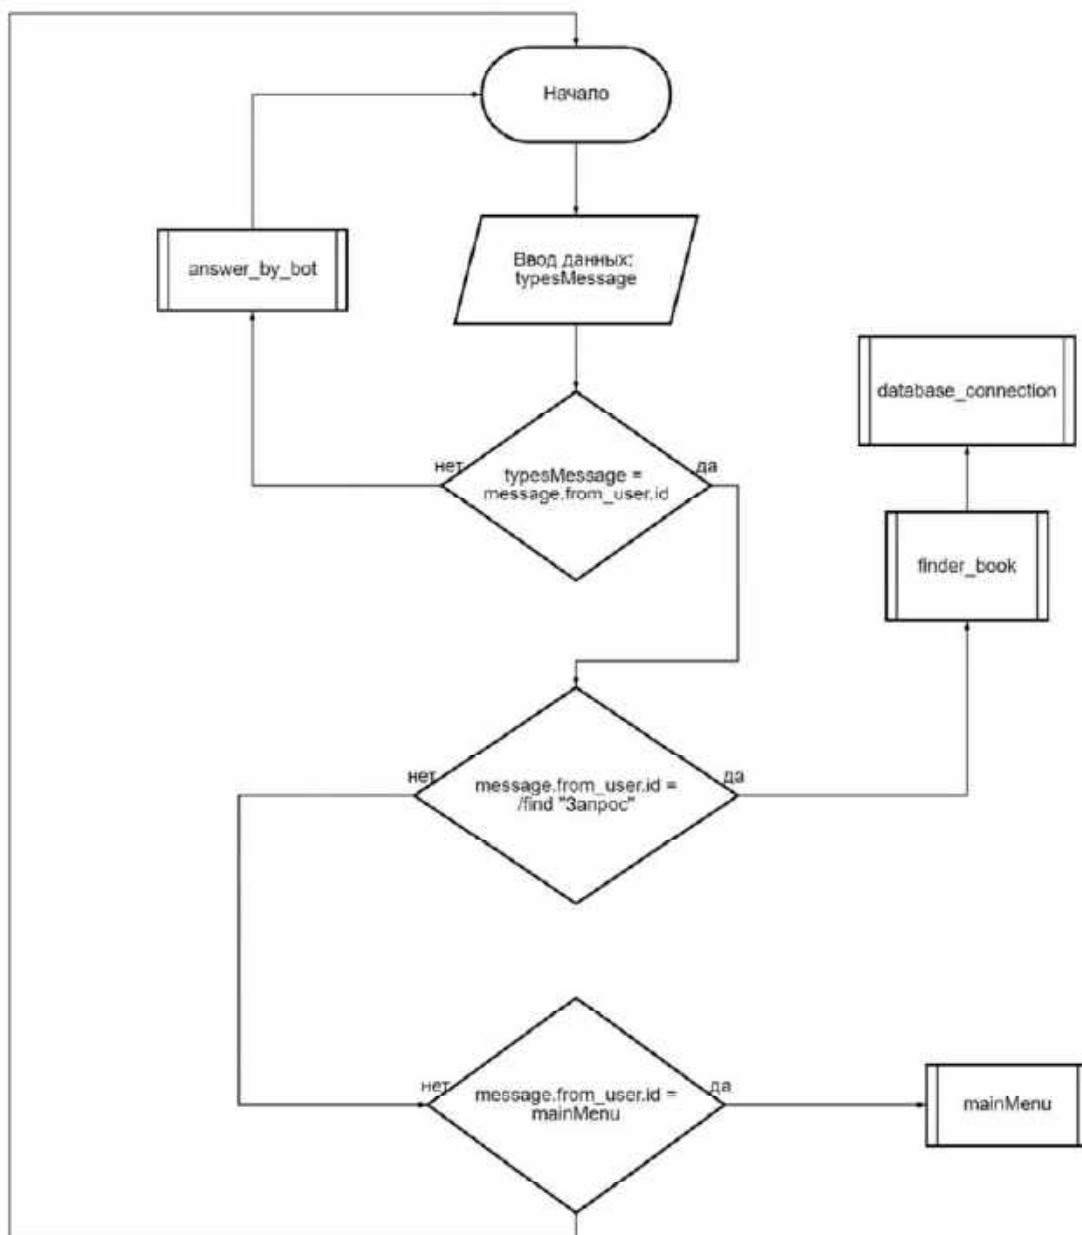 Начало
answer_by_bot
Ввод данных:
typesMessage
database_connection
нет
typesMessage =
message.from_user.id
да
finder_book
нет
message.from_user.id =
/find "Запрос"
да
нет
message.from_user.id =
mainMenu
да
mainMenu